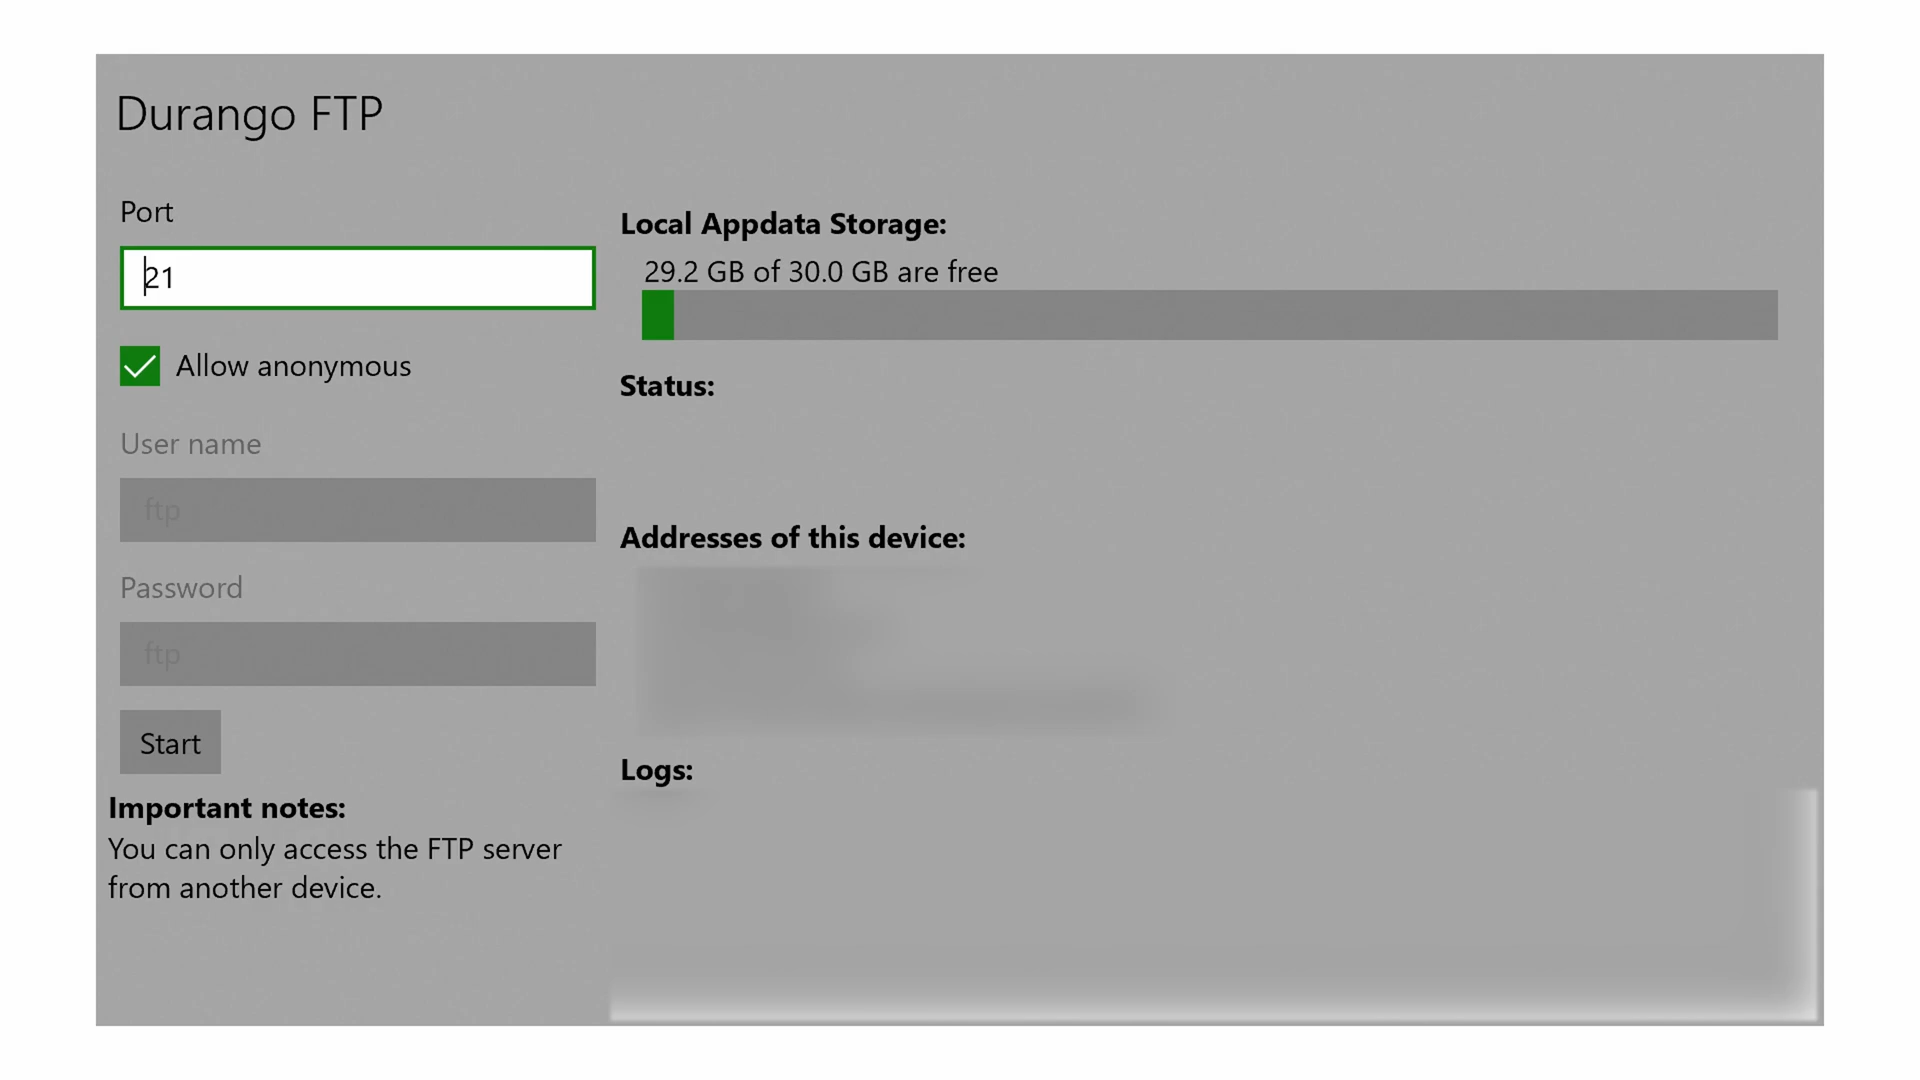 Durango FTP
Port
21
Allow anonymous
User name
ftp
Password
ftp
Start
Important notes:
You can only access the FTP server
from another device.
Local Appdata Storage:
29.2 GB of 30.0 GB are free
Status:
Addresses of this device:
Logs: